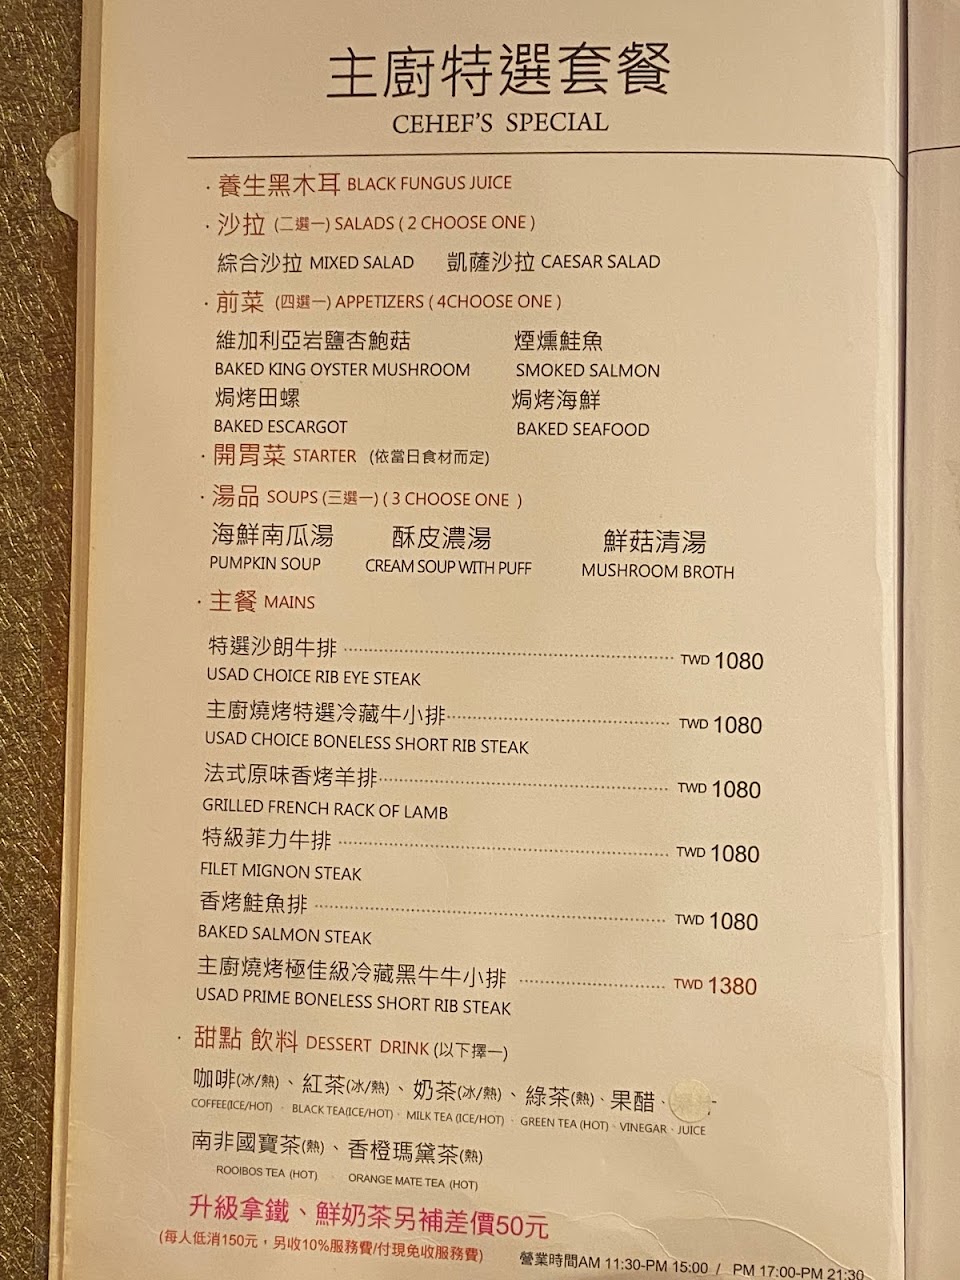 主廚特選套餐
CEHEF'S SPECIAL
· 養生黑木耳 BLACK FUNGUS JUICE
· 沙拉 (二選一) SALADS ( 2 CHOOSE ONE )
綜合沙拉 MIXED SALAD 凱薩沙拉 CAESAR SALAD
· 前菜 (四選一) APPETIZERS ( 4CHOOSE ONE )
維加利亞岩鹽杏鮑菇 煙燻鮭魚
BAKED KING OYSTER MUSHROOM SMOKED SALMON
焗烤田螺 焗烤海鮮
BAKED ESCARGOT BAKED SEAFOOD
· 開胃菜 STARTER (依當日食材而定)
· 湯品 SOUPS (三選一) ( 3 CHOOSE ONE )
海鮮南瓜湯 酥皮濃湯 鮮菇清湯
PUMPKIN SOUP CREAM SOUP WITH PUFF MUSHROOM BROTH
· 主餐 MAINS
特選沙朗牛排 TWD 1080
USAD CHOICE RIB EYE STEAK
主廚燒烤特選冷藏牛小排 TWD 1080
USAD CHOICE BONELESS SHORT RIB STEAK
法式原味香烤羊排 TWD 1080
GRILLED FRENCH RACK OF LAMB
特級菲力牛排 TWD 1080
FILET MIGNON STEAK
香烤鮭魚排 TWD 1080
BAKED SALMON STEAK
主廚燒烤極佳級冷藏黑牛牛小排 TWD 1380
USAD PRIME BONELESS SHORT RIB STEAK
· 甜點 飲料 DESSERT DRINK (以下擇一)
咖啡(冰/熱)、紅茶(冰/熱)、奶茶(冰/熱)、綠茶(熱)、果醋、
COFFEE(ICE/HOT) 、 BLACK TEA(ICE/HOT)、 MILK TEA (ICE/HOT)、 GREEN TEA (HOT)、VINEGAR、JUICE
南非國寶茶(熱)、香橙瑪黛茶(熱)
ROOIBOS TEA (HOT) 、 ORANGE MATE TEA (HOT)
升級拿鐵、鮮奶茶另補差價50元
(每人低消150元，另收10%服務費/付現免收服務費)
營業時間AM 11:30-PM 15:00 / PM 17:00-PM 21:30